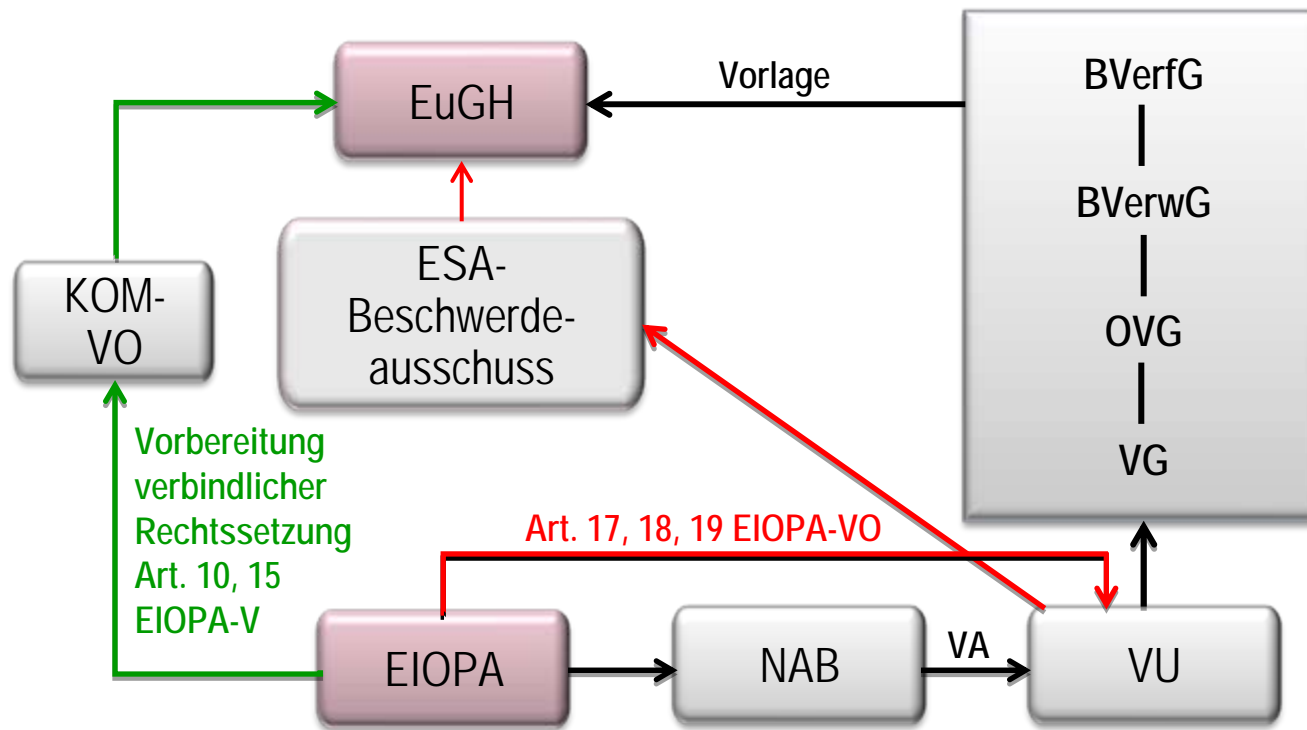 EuGH
Vorlage
BVerfG
BVerwG
OVG
VG
ESA-
Beschwerde-
ausschuss
KOM-
VO
Vorbereitung
verbindlicher
Rechtssetzung
Art. 10, 15
EIOPA-V
Art. 17, 18, 19 EIOPA-VO
EIOPA
NAB
VA
VU